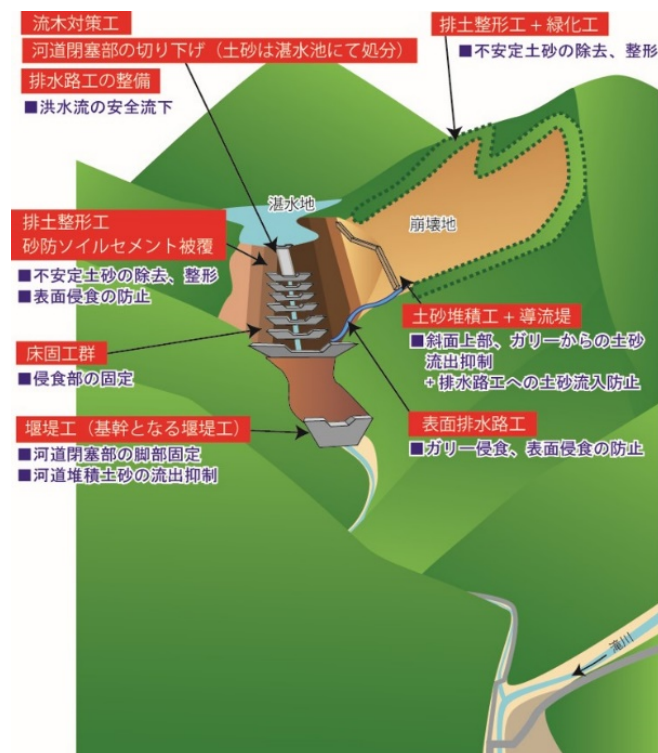 流木対策工
河道閉塞部の切り下げ（土砂は湛水池にて処分）
排水路工の整備
■洪水流の安全流下
排土整形工＋緑化工
■不安定土砂の除去、整形
湛水地
崩壊地
排土整形工
砂防ソイルセメント被覆
■不安定土砂の除去、整形
■表面侵食の防止
土砂堆積工＋導流堤
■斜面上部、ガリーからの土砂
流出抑制
＋排水路工への土砂流入防止
床固工群
■侵食部の固定
表面排水路工
■ガリー侵食、表面侵食の防止
堰堤工（基幹となる堰堤工）
■河道閉塞部の脚部固定
■河道堆積土砂の流出抑制
滝川